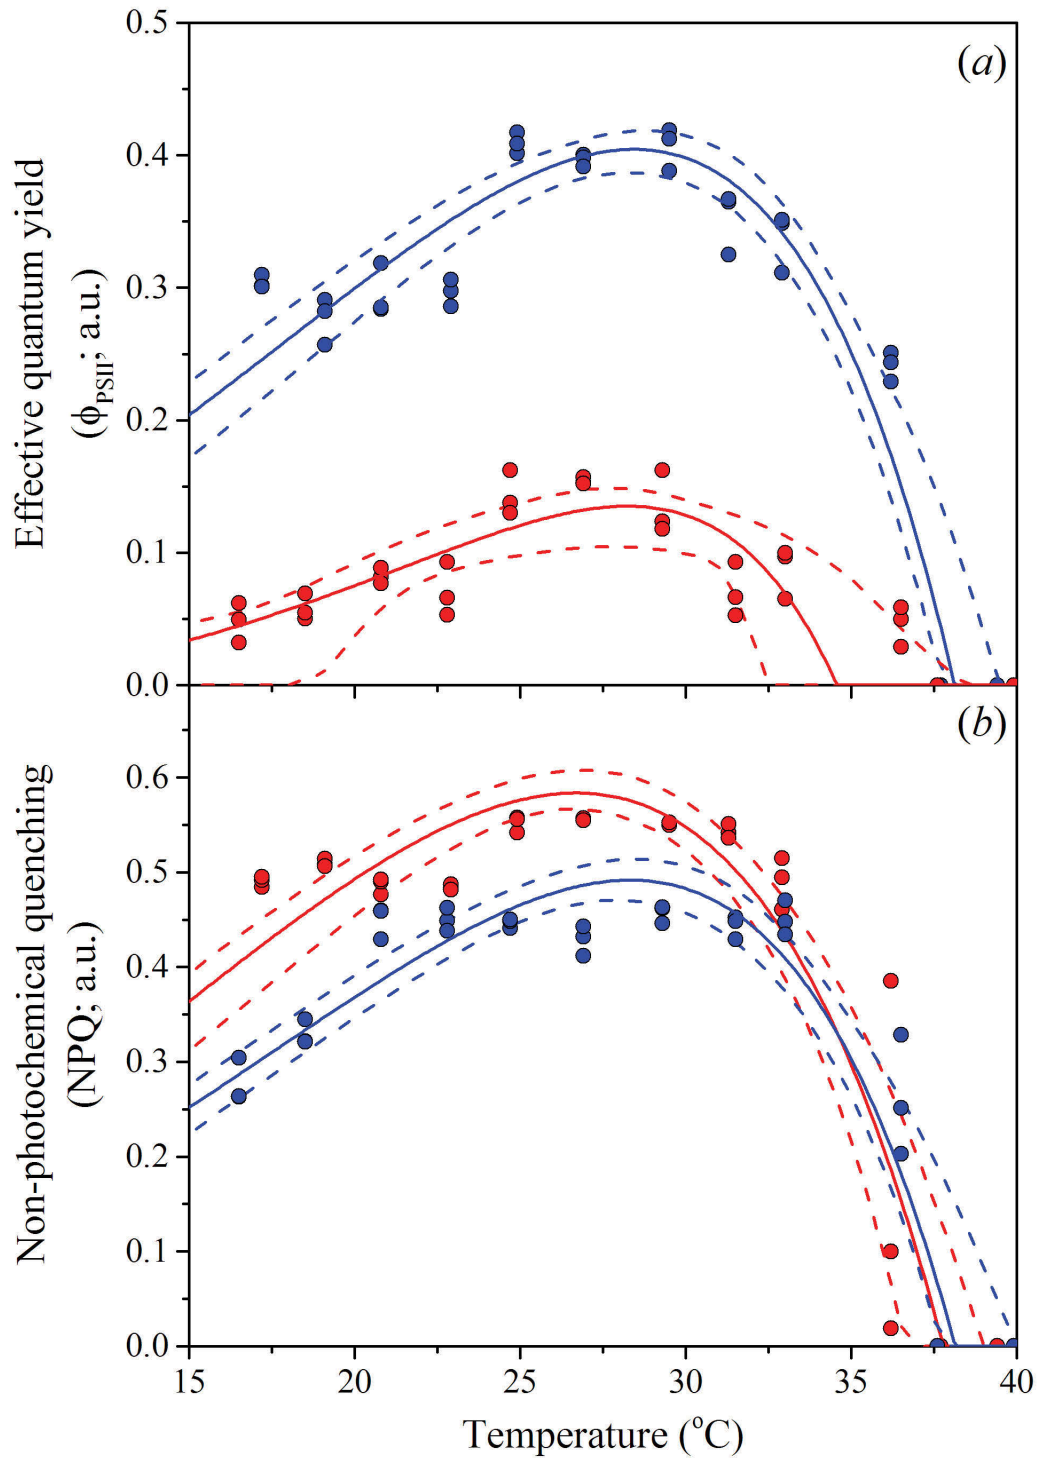 0.5
(a)
0.4
0.3
0.2
0.1
0.0
Effective quantum yield
(ϕPSII; a.u.)
(b)
0.6
0.5
0.4
0.3
0.2
0.1
0.0
Non-photochemical quenching
(NPQ; a.u.)
15 20 25 30 35 40
Temperature (°C)